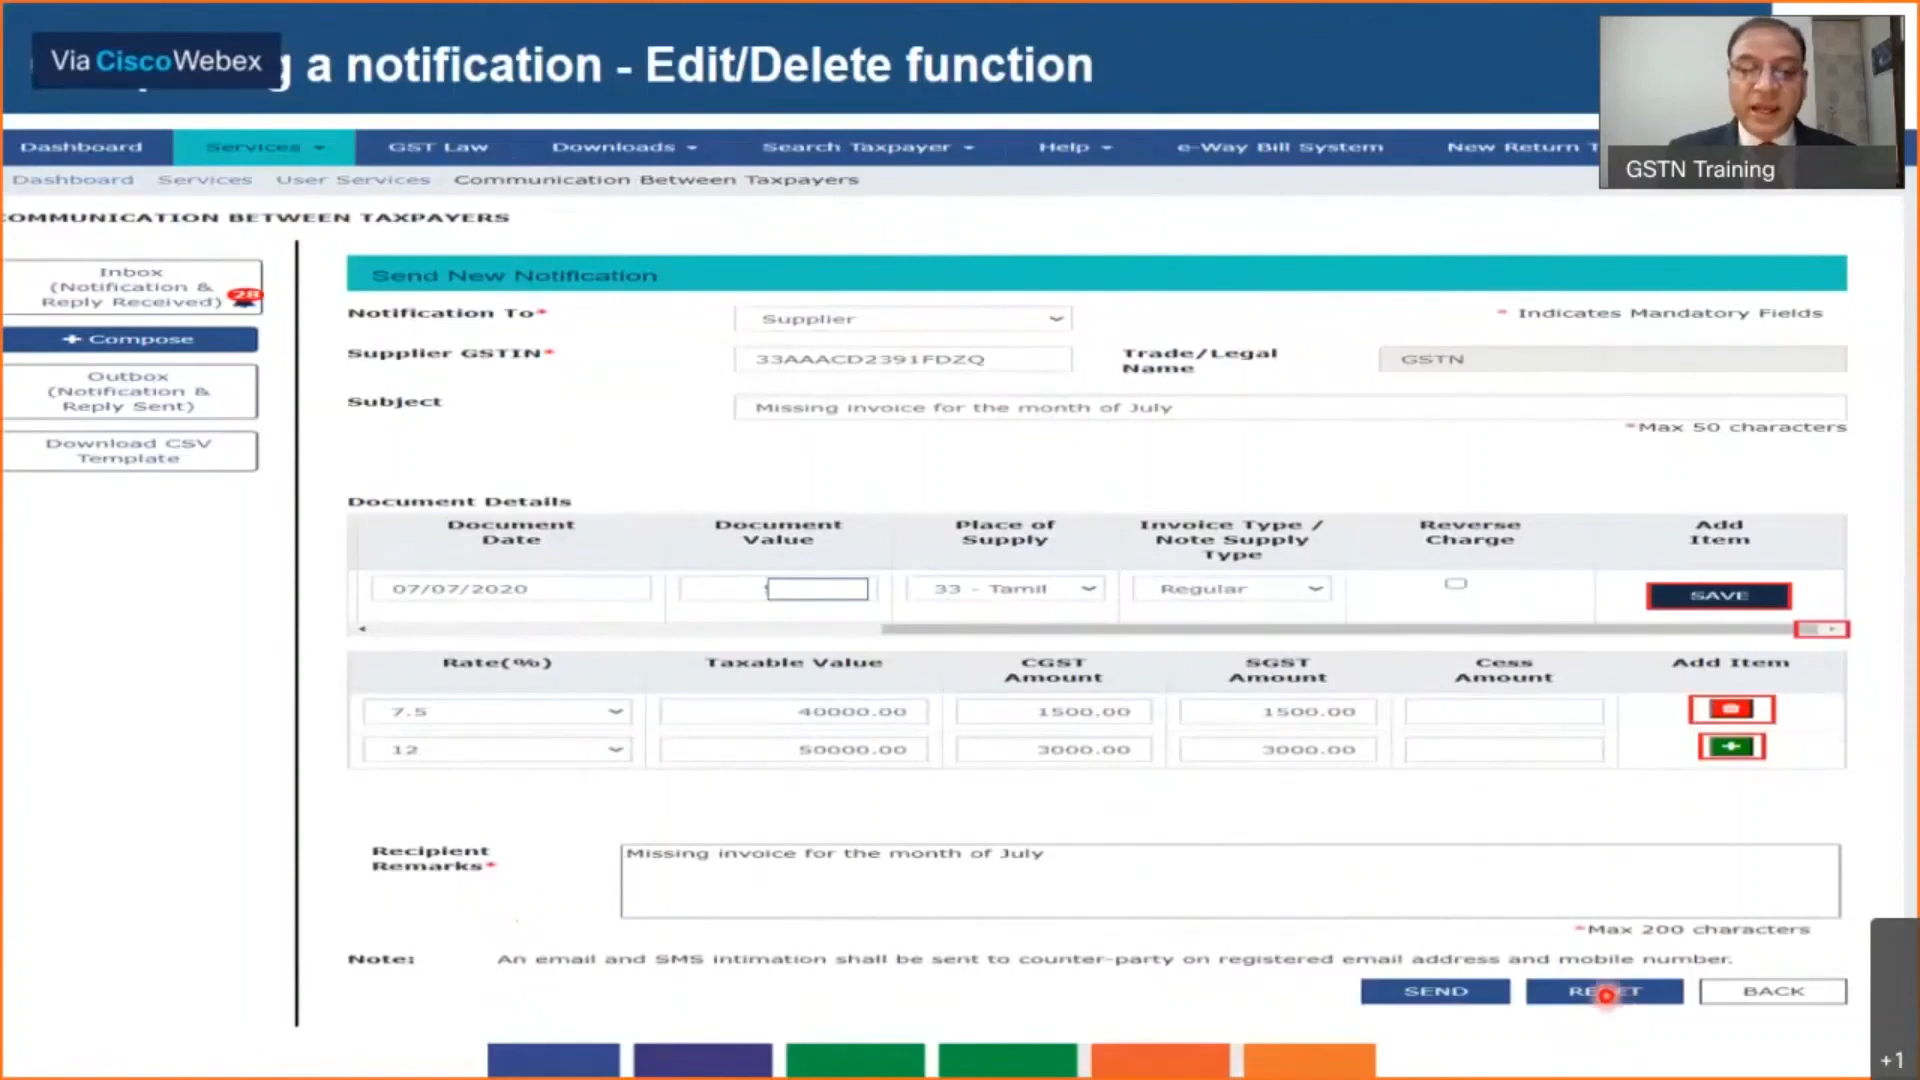 Via CiscoWebex
g a notification - Edit/Delete function
GSTN Training
Dashboard Services GST Law Downloads Search Taxpayer Help e-Way Bill System New Return T
Dashboard Services User Services Communication Between Taxpayers
COMMUNICATION BETWEEN TAXPAYERS
Inbox
(Notification &
Reply Received)
28
+ Compose
Outbox
(Notification &
Reply Sent)
Download CSV
Template
Send New Notification
Notification To* Supplier * Indicates Mandatory Fields
Supplier GSTIN* 33AAACD2391FDZQ Trade/Legal
Name GSTN
Subject Missing invoice for the month of July
*Max 50 characters
Document Details
Document
Date
Document
Value
Place of
Supply
Invoice Type /
Note Supply
Type
Reverse
Charge
Add
Item
07/07/2020 33 - Tamil Regular SAVE
Rate(%) Taxable Value CGST
Amount
SGST
Amount
Cess
Amount
Add Item
7.5 40000.00 1500.00 1500.00
12 50000.00 3000.00 3000.00
Recipient
Remarks*
Missing invoice for the month of July
*Max 200 characters
Note: An email and SMS intimation shall be sent to counter-party on registered email address and mobile number.
SEND RESET BACK
+1